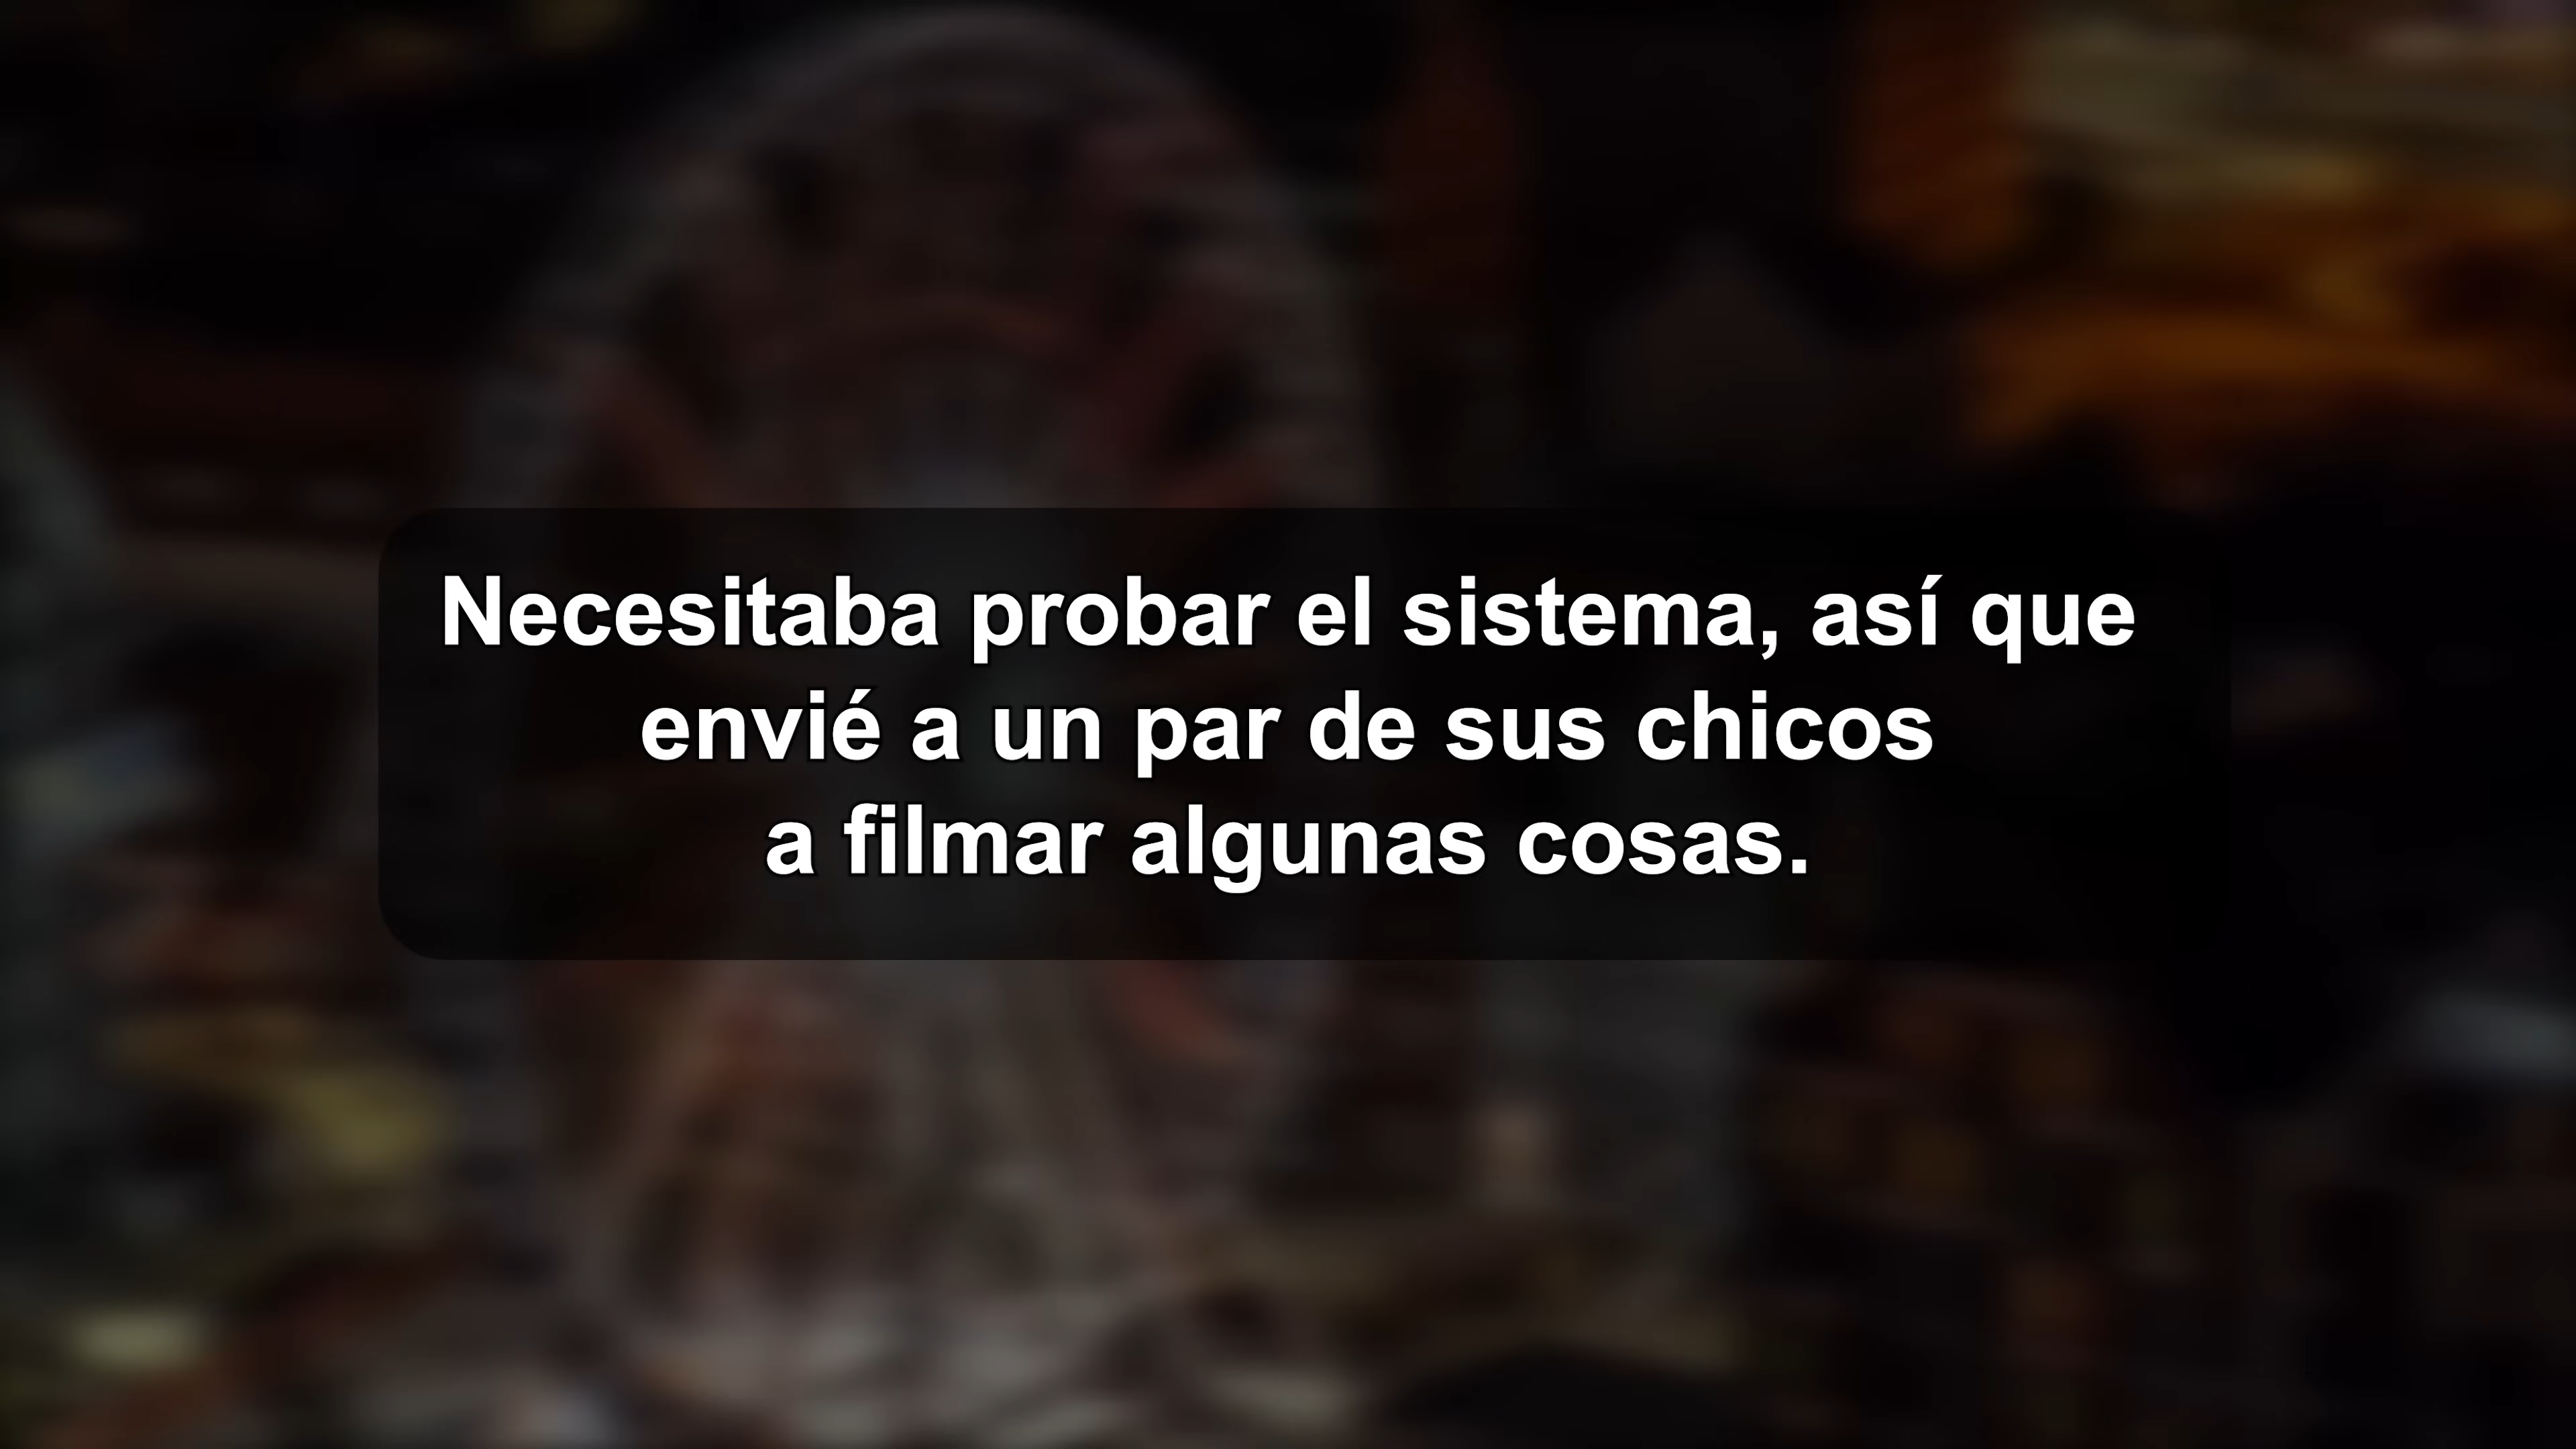 Necesitaba probar el sistema, así que
envié a un par de sus chicos
a filmar algunas cosas.